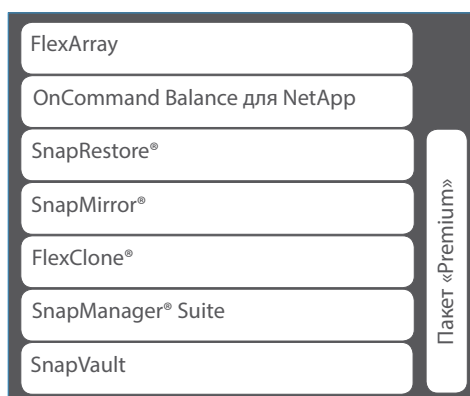 FlexArray
OnCommand Balance для NetApp
SnapRestore®
SnapMirror®
FlexClone®
SnapManager® Suite
SnapVault
Пакет «Premium»